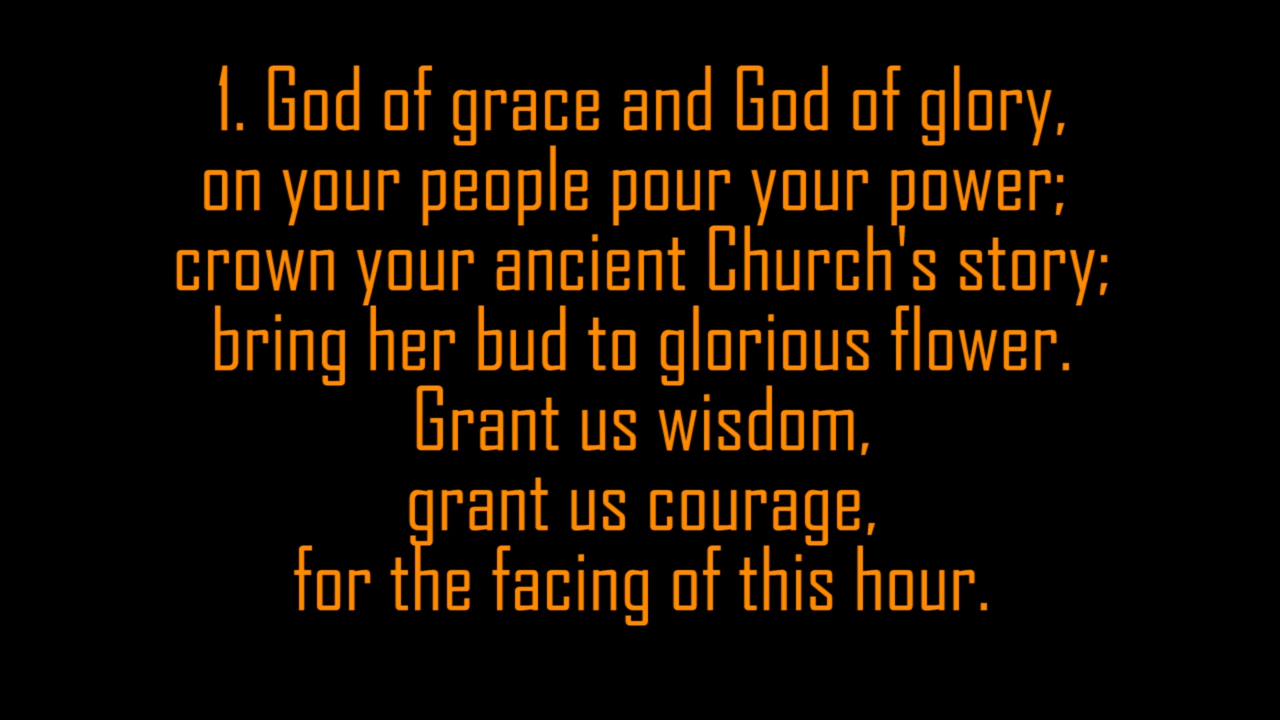 1. God of grace and God of glory,
on your people pour your power;
crown your ancient Church's story;
bring her bud to glorious flower.
Grant us wisdom,
grant us courage,
for the facing of this hour.